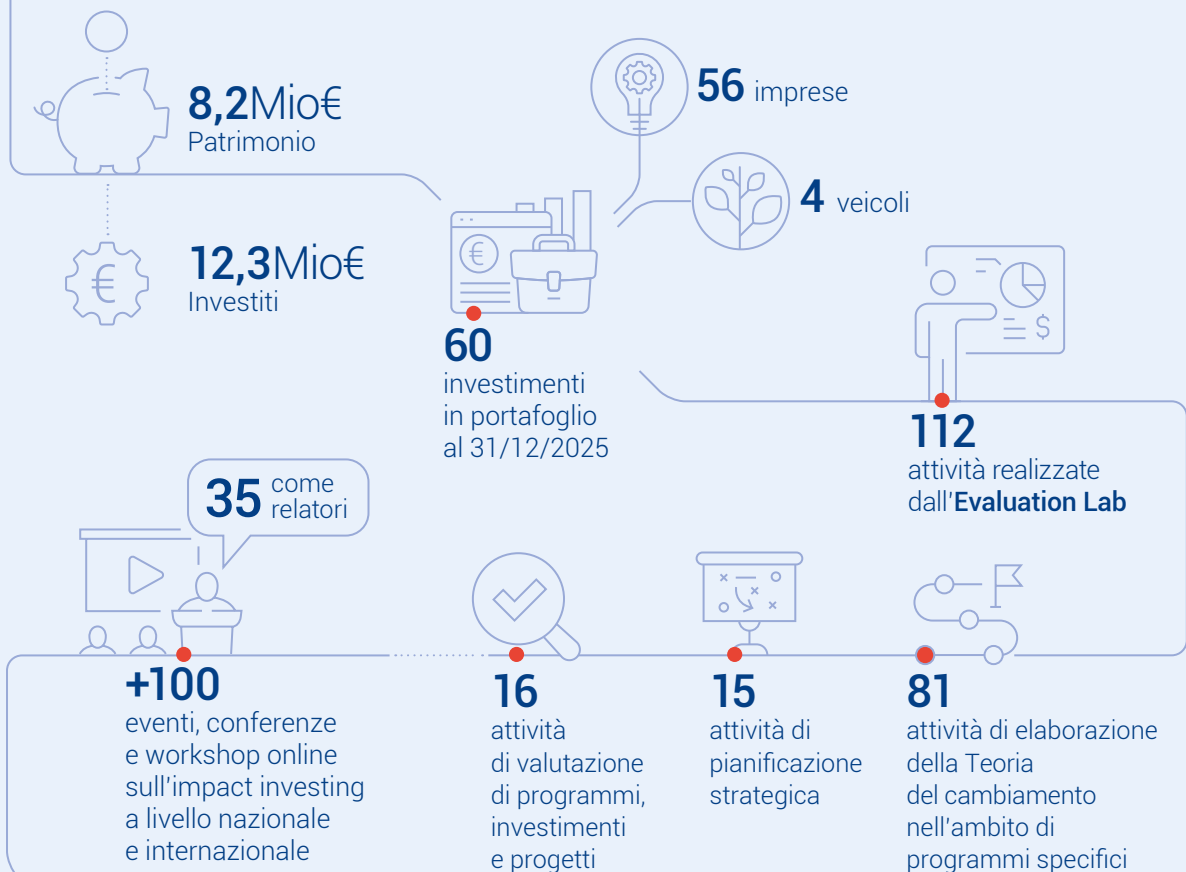 8,2Mio€
Patrimonio
12,3Mio€
Investiti
56 imprese
4 veicoli
€
€
$
60
investimenti
in portafoglio
al 31/12/2025
112
attività realizzate
dall'Evaluation Lab
35 come
relatori
+100
eventi, conferenze
e workshop online
sull'impact investing
a livello nazionale
e internazionale
16
attività
di valutazione
di programmi,
investimenti
e progetti
15
attività di
pianificazione
strategica
81
attività di elaborazione
della Teoria
del cambiamento
nell'ambito di
programmi specifici